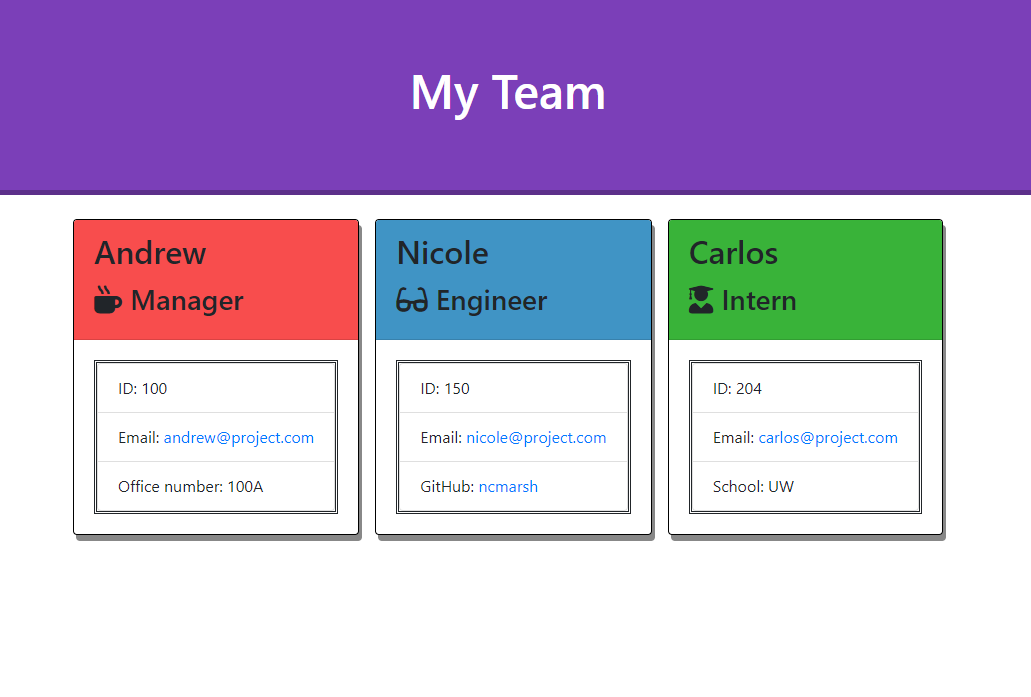 My Team
Andrew
Manager
ID: 100
Email: andrew@project.com
Office number: 100A
Nicole
Engineer
ID: 150
Email: nicole@project.com
GitHub: ncmarsh
Carlos
Intern
ID: 204
Email: carlos@project.com
School: UW